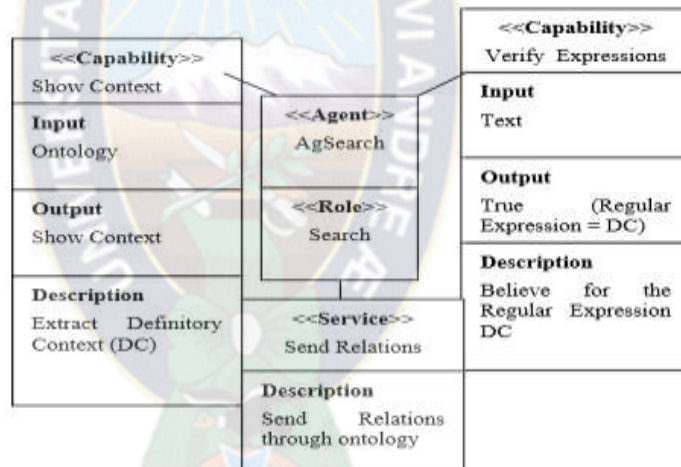 <<Capability>>
Show Context
Input
Ontology
Output
Show Context
Description
Extract Definitory
Context (DC)
<<Agent>>
AgSearch
<<Role>>
Search
<<Service>>
Send Relations
Description
Send Relations
through ontology
<<Capability>>
Verify Expressions
Input
Text
Output
True (Regular
Expression = DC)
Description
Believe for the
Regular Expression
DC